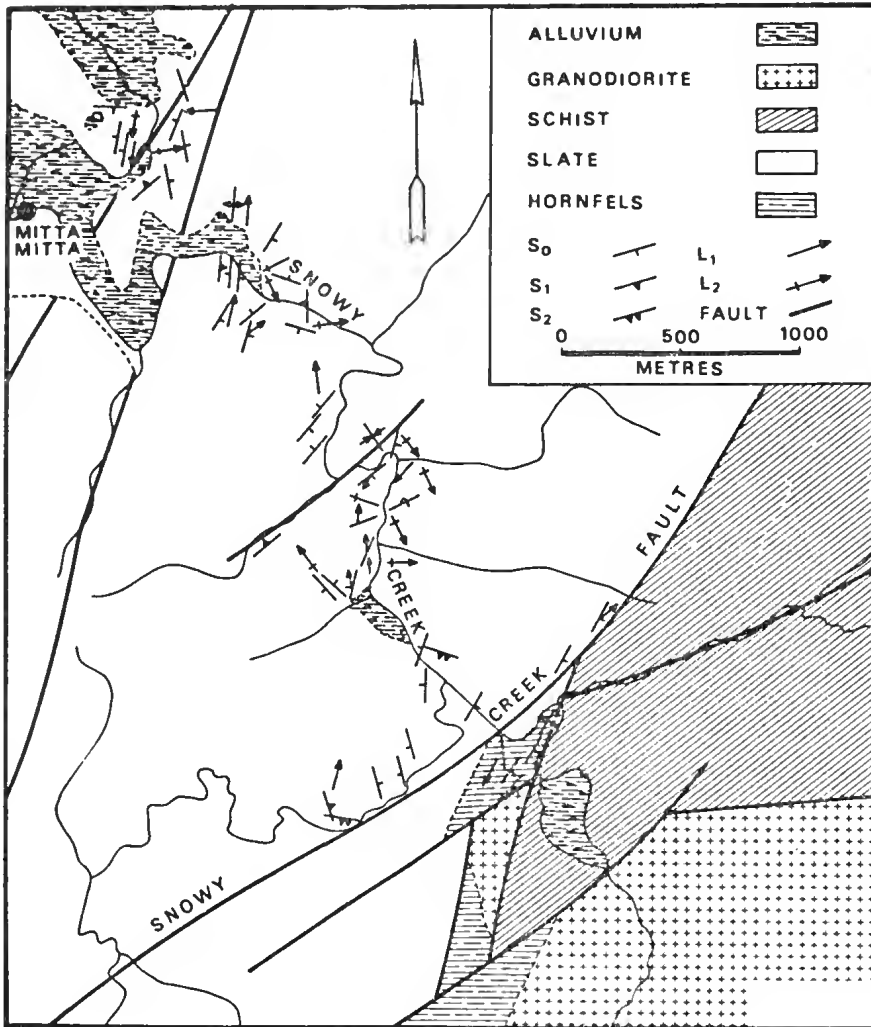 ALLUVIUM
GRANODIORITE
SCHIST
SLATE
HORNFELS
S₀ L₁
S₁ L₂
S₂ FAULT
0 500 1000
METRES
MITTA
MITTA
SNOWY
CREEK
SNOWY CREEK FAULT